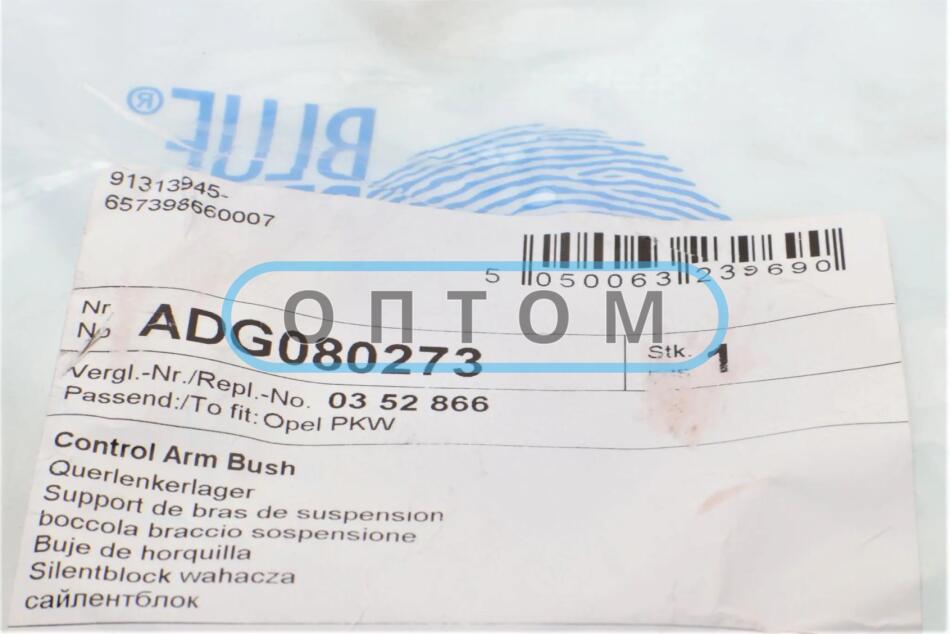 BLUE ®
91313945-
657398660007
5 050063 239690
ОПТОМ
Nr
No ADG080273
Stk. 1
Vergl.-Nr./Repl.-No. 03 52 866
Passend:/To fit: Opel PKW
Control Arm Bush
Querlenkerlager
Support de bras de suspension
boccola braccio sospensione
Buje de horquilla
Silentblock wahacza
сайлентблок